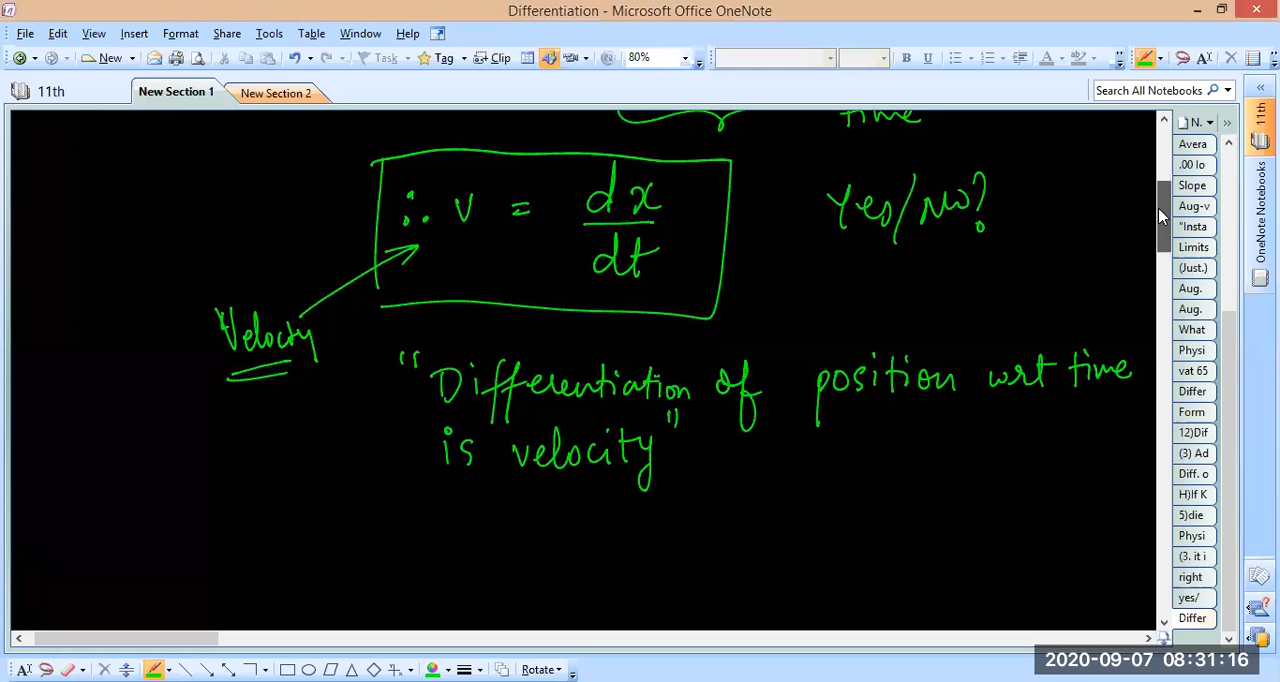 Differentiation - Microsoft Office OneNote
File Edit View Insert Format Share Tools Table Window Help
New Task Tag Clip 80% B U A ab A
11th New Section 1 New Section 2 Search All Notebooks
time
∴ v = dx/dt
Yes/No?
Velocity
"Differentiation of position wrt time
is velocity"
N.
Avera
.00 lo
Slope
Aug-v
"Insta
Limits
(Just.)
Aug.
Aug.
What
Physi
vat 65
Differ
Form
12)Dif
(3) Ad
Diff. o
H)If K
5)die
Physi
(3. it i
right
yes/
Differ
11th
OneNote Notebooks
Rotate
2020-09-07 08:31:16